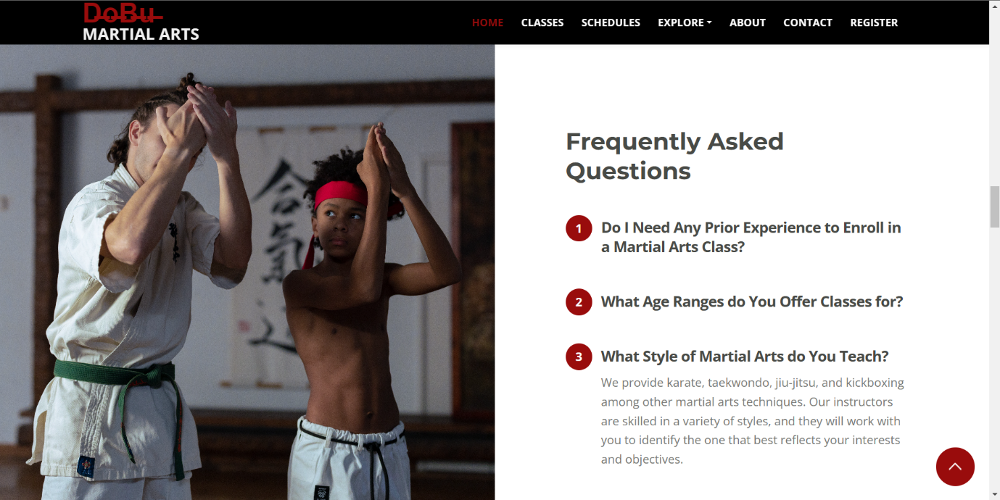 DoBu
MARTIAL ARTS
HOME CLASSES SCHEDULES EXPLORE ABOUT CONTACT REGISTER
合
氣
道
Frequently Asked
Questions
1 Do I Need Any Prior Experience to Enroll in
a Martial Arts Class?
2 What Age Ranges do You Offer Classes for?
3 What Style of Martial Arts do You Teach?
We provide karate, taekwondo, jiu-jitsu, and kickboxing
among other martial arts techniques. Our instructors
are skilled in a variety of styles, and they will work with
you to identify the one that best reflects your interests
and objectives.